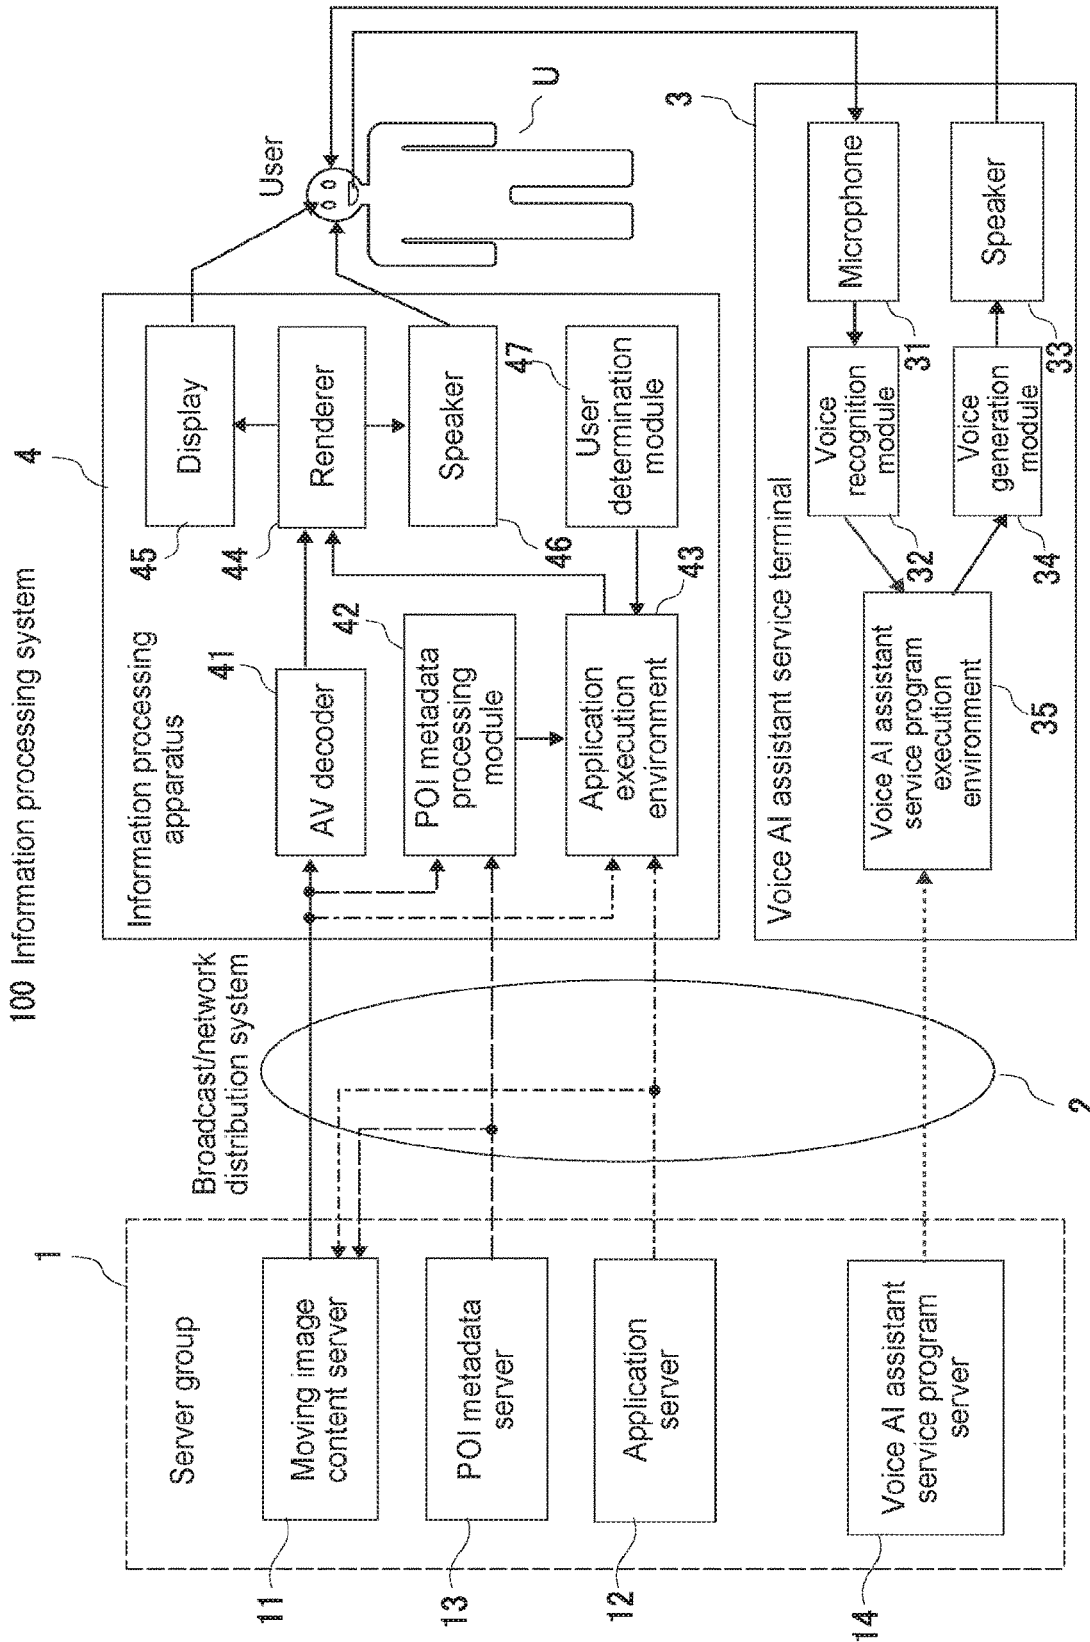 100 Information processing system
1
Server group
11
Moving image
content server
13
POI metadata
server
12
Application
server
14
Voice AI assistant
service program
server
Broadcast/network
distribution system
2
4
Information processing
apparatus
41
AV decoder
42
POI metadata
processing
module
Application
execution
environment
43
45
Display
44
Renderer
46
Speaker
47
User
determination
module
User
U
3
Voice AI assistant service terminal
Voice AI assistant
service program
execution
environment
35
Voice
recognition
module
32
Microphone
31
Voice
generation
module
34
Speaker
33